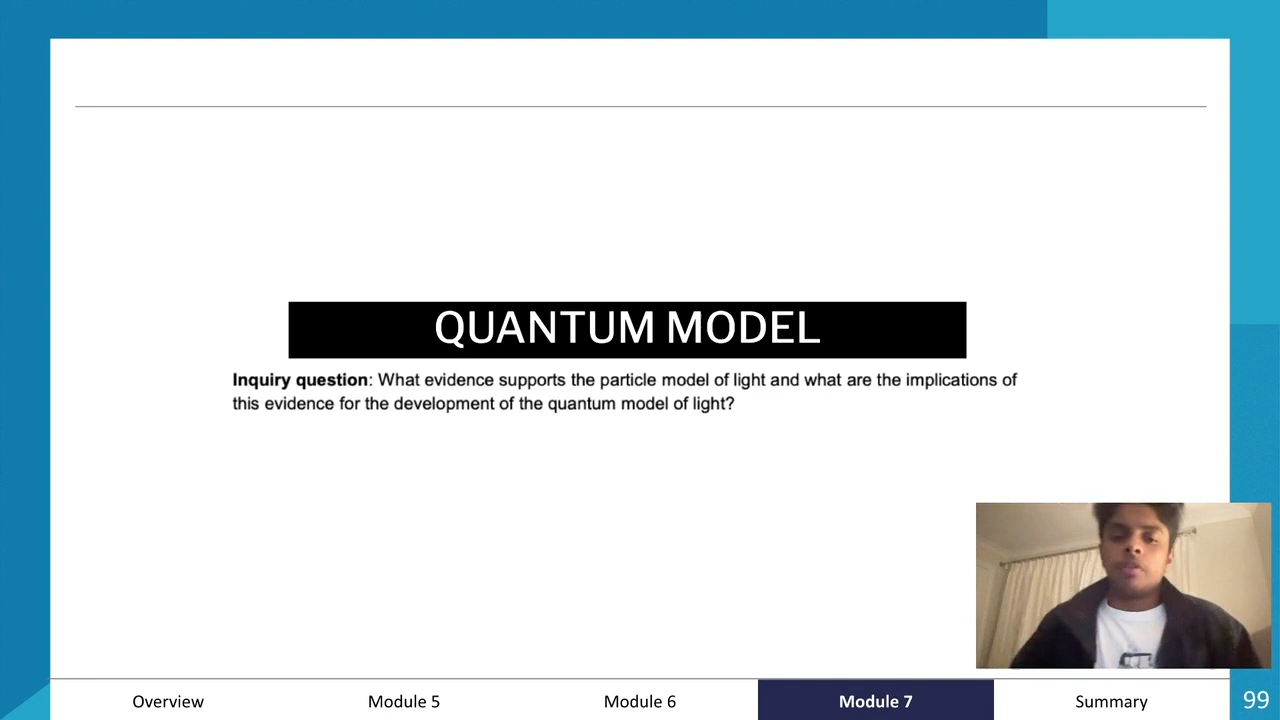 QUANTUM MODEL
Inquiry question: What evidence supports the particle model of light and what are the implications of
this evidence for the development of the quantum model of light?
Overview
Module 5
Module 6
Module 7
Summary
99